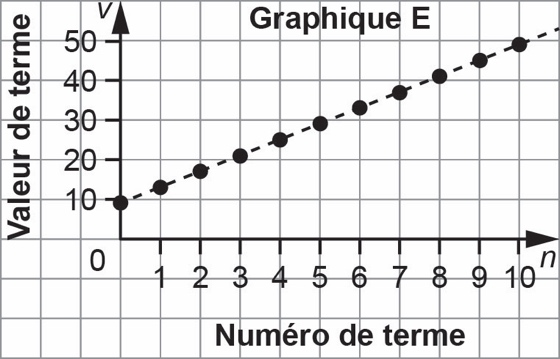 Graphique E
v
Valeur de terme
50
40
30
20
10
0
1 2 3 4 5 6 7 8 9 10
n
Numéro de terme